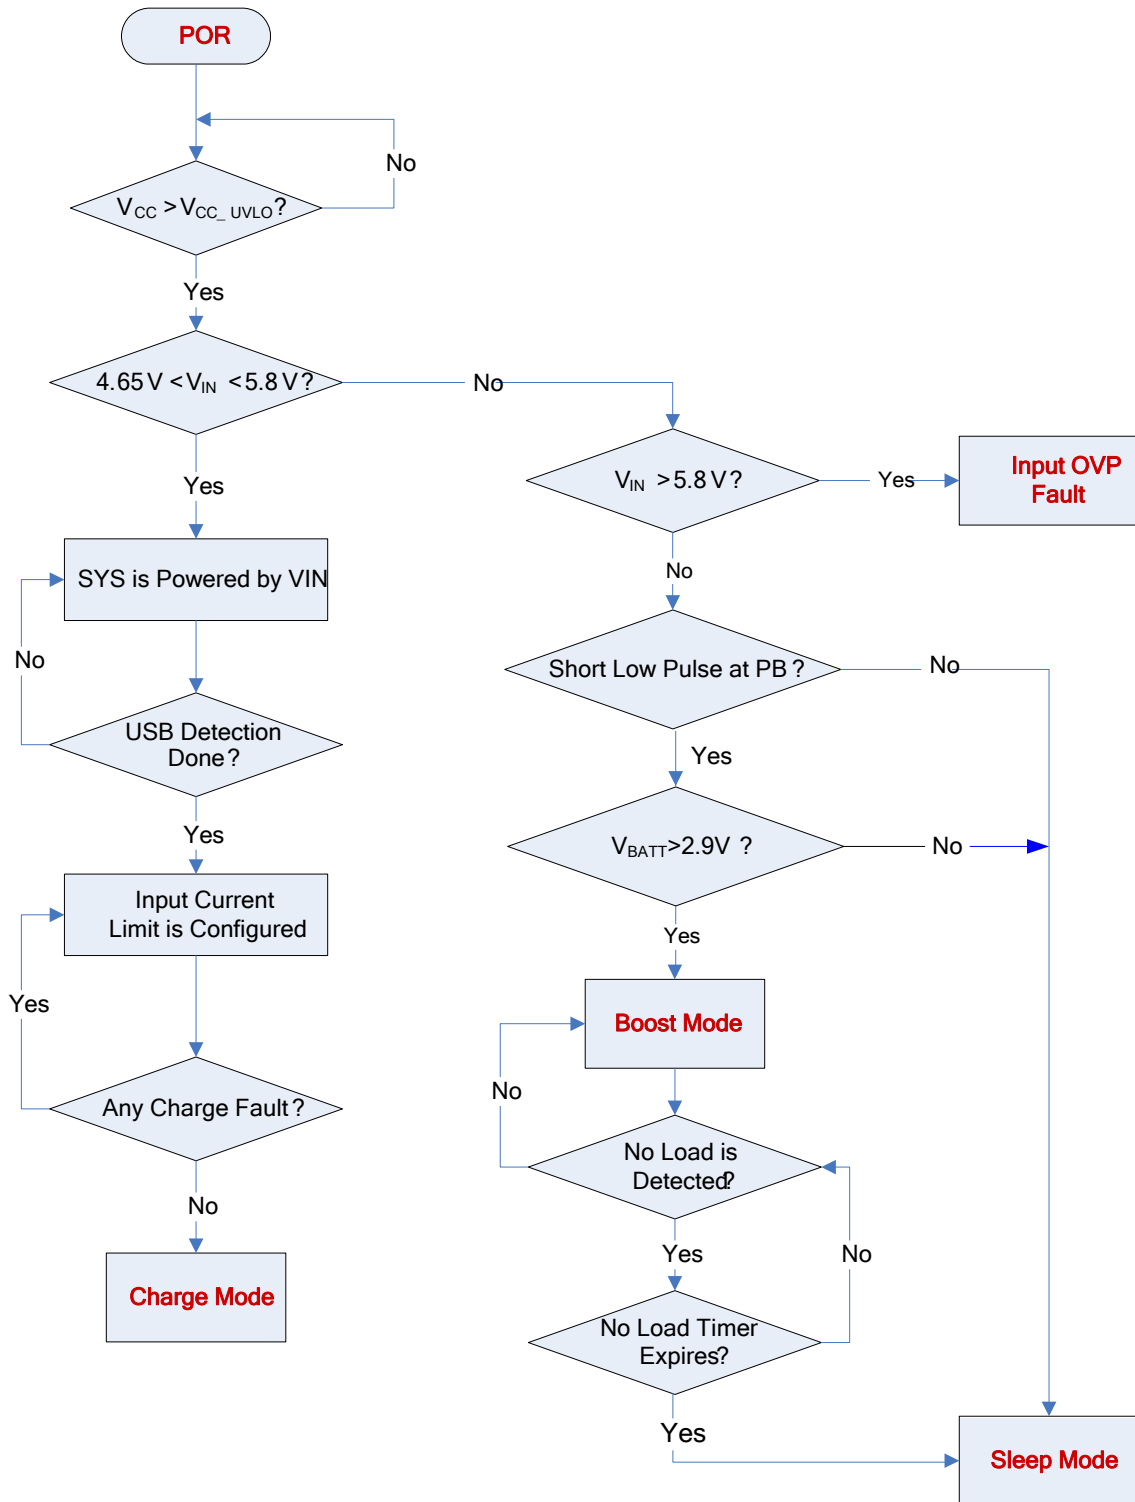 POR
No
VCC >VCC_ UVLO?
Yes
4.65V <VIN <5.8V?
No
Yes
VIN >5.8V?
Yes
Input OVP
Fault
No
SYS is Powered by VIN
No
Short Low Pulse at PB ?
No
USB Detection
Done?
Yes
Yes
VBATT>2.9V ?
No
Input Current
Limit is Configured
Yes
Yes
Boost Mode
No
Any Charge Fault?
No Load is
Detected?
No
Yes
No
Charge Mode
No Load Timer
Expires?
Yes
Sleep Mode